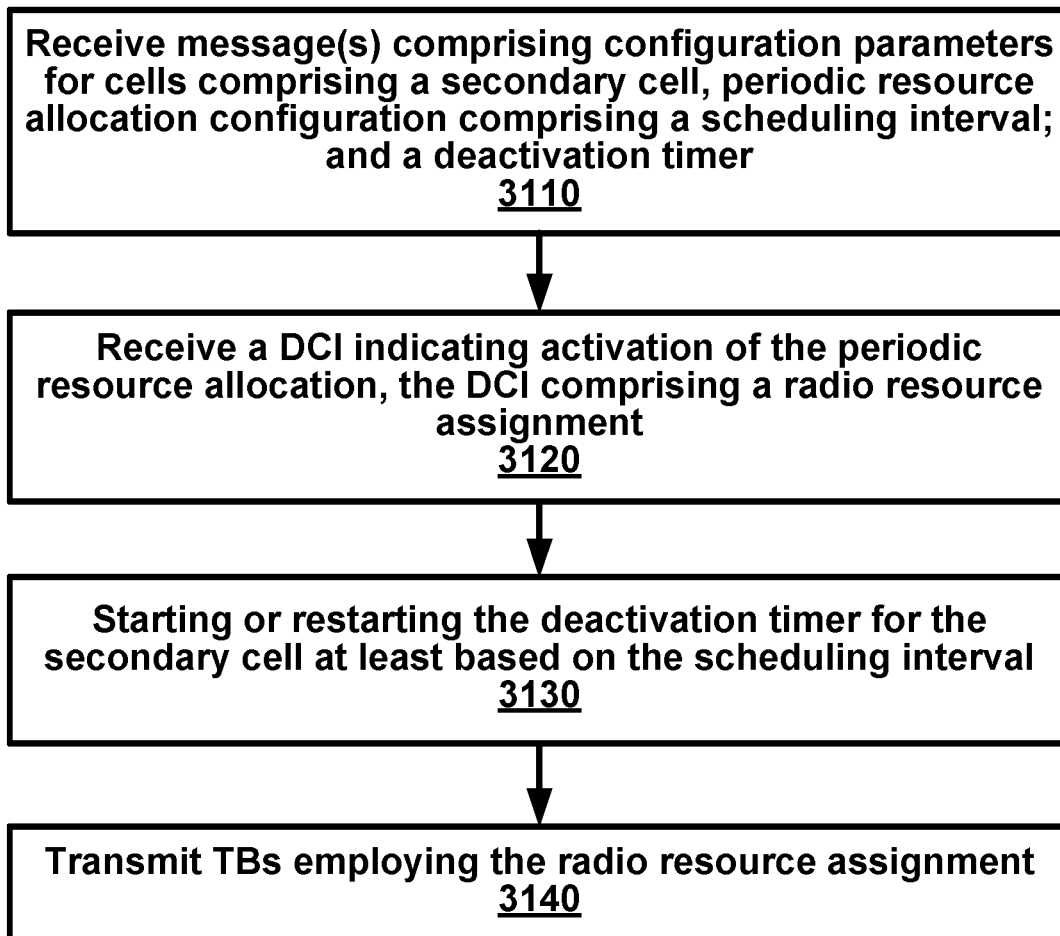 Receive message(s) comprising configuration parameters
for cells comprising a secondary cell, periodic resource
allocation configuration comprising a scheduling interval;
and a deactivation timer
3110
Receive a DCI indicating activation of the periodic
resource allocation, the DCI comprising a radio resource
assignment
3120
Starting or restarting the deactivation timer for the
secondary cell at least based on the scheduling interval
3130
Transmit TBs employing the radio resource assignment
3140